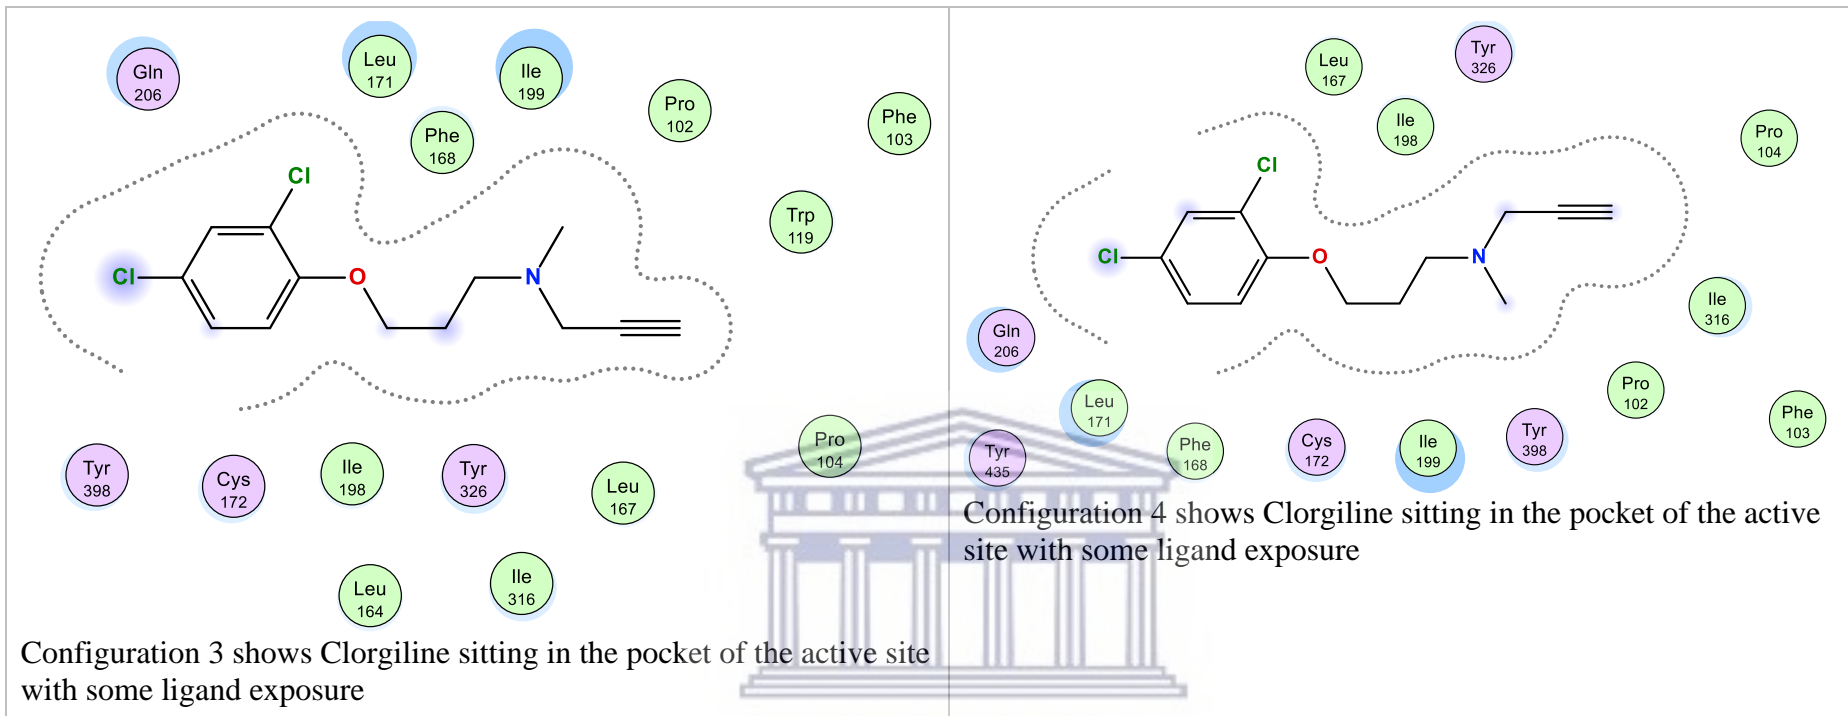 Gln
206
Leu
171
Ile
199
Phe
168
Pro
102
Phe
103
Trp
119
Cl
Cl
O
N
Tyr
398
Cys
172
Ile
198
Tyr
326
Leu
167
Pro
104
Leu
164
Ile
316
Configuration 3 shows Clorgiline sitting in the pocket of the active site
with some ligand exposure
Leu
167
Tyr
326
Ile
198
Pro
104
Cl
Cl
O
N
Ile
316
Gln
206
Leu
171
Pro
102
Phe
103
Tyr
435
Phe
168
Cys
172
Ile
199
Tyr
398
Configuration 4 shows Clorgiline sitting in the pocket of the active
site with some ligand exposure